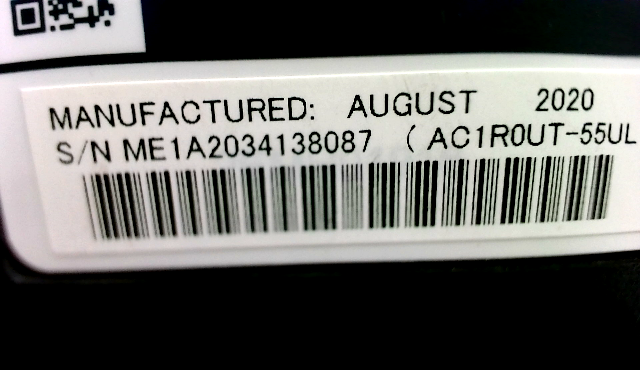 MANUFACTURED: AUGUST 2020
S/N ME1A2034138087 ( AC1R0UT-55UL